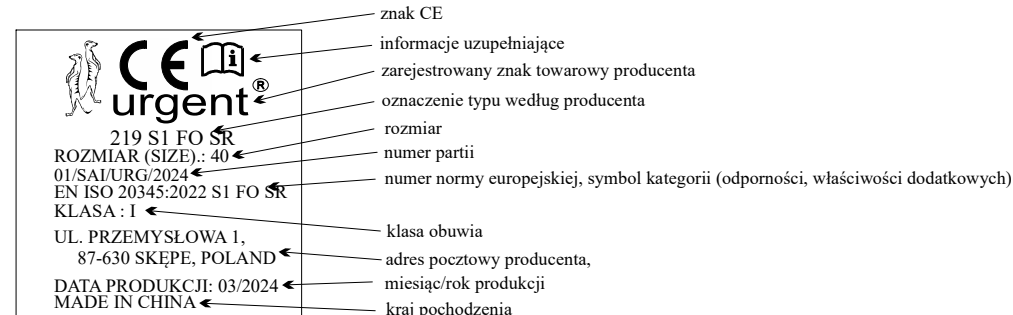 znak CE
CE i
informacje uzupełniające
urgent®
zarejestrowany znak towarowy producenta
219 S1 FO SR
oznaczenie typu według producenta
ROZMIAR (SIZE).: 40
rozmiar
01/SAI/URG/2024
numer partii
EN ISO 20345:2022 S1 FO SR
numer normy europejskiej, symbol kategorii (odporności, właściwości dodatkowych)
KLASA : I
klasa obuwia
UL. PRZEMYSŁOWA 1,
87-630 SKĘPE, POLAND
adres pocztowy producenta,
DATA PRODUKCJI: 03/2024
miesiąc/rok produkcji
MADE IN CHINA
kraj pochodzenia